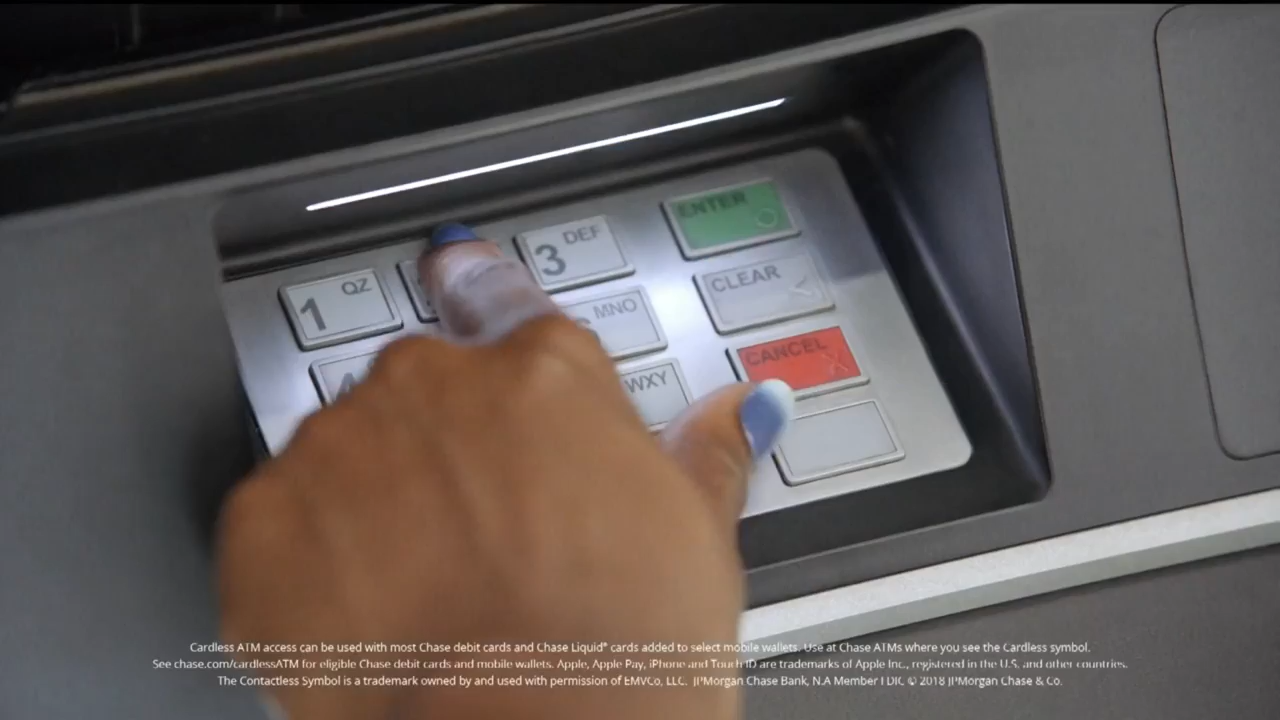 ENTER
3 DEF
1 QZ
CLEAR
MNO
CANCEL
WXY
4
Cardless ATM access can be used with most Chase debit cards and Chase Liquid® cards added to select mobile wallets. Use at Chase ATMs where you see the Cardless symbol.
See chase.com/cardlessATM for eligible Chase debit cards and mobile wallets. Apple, Apple Pay, iPhone and Touch ID are trademarks of Apple Inc., registered in the U.S. and other countries.
The Contactless Symbol is a trademark owned by and used with permission of EMVCo, LLC. JPMorgan Chase Bank, N.A Member FDIC © 2018 JPMorgan Chase & Co.